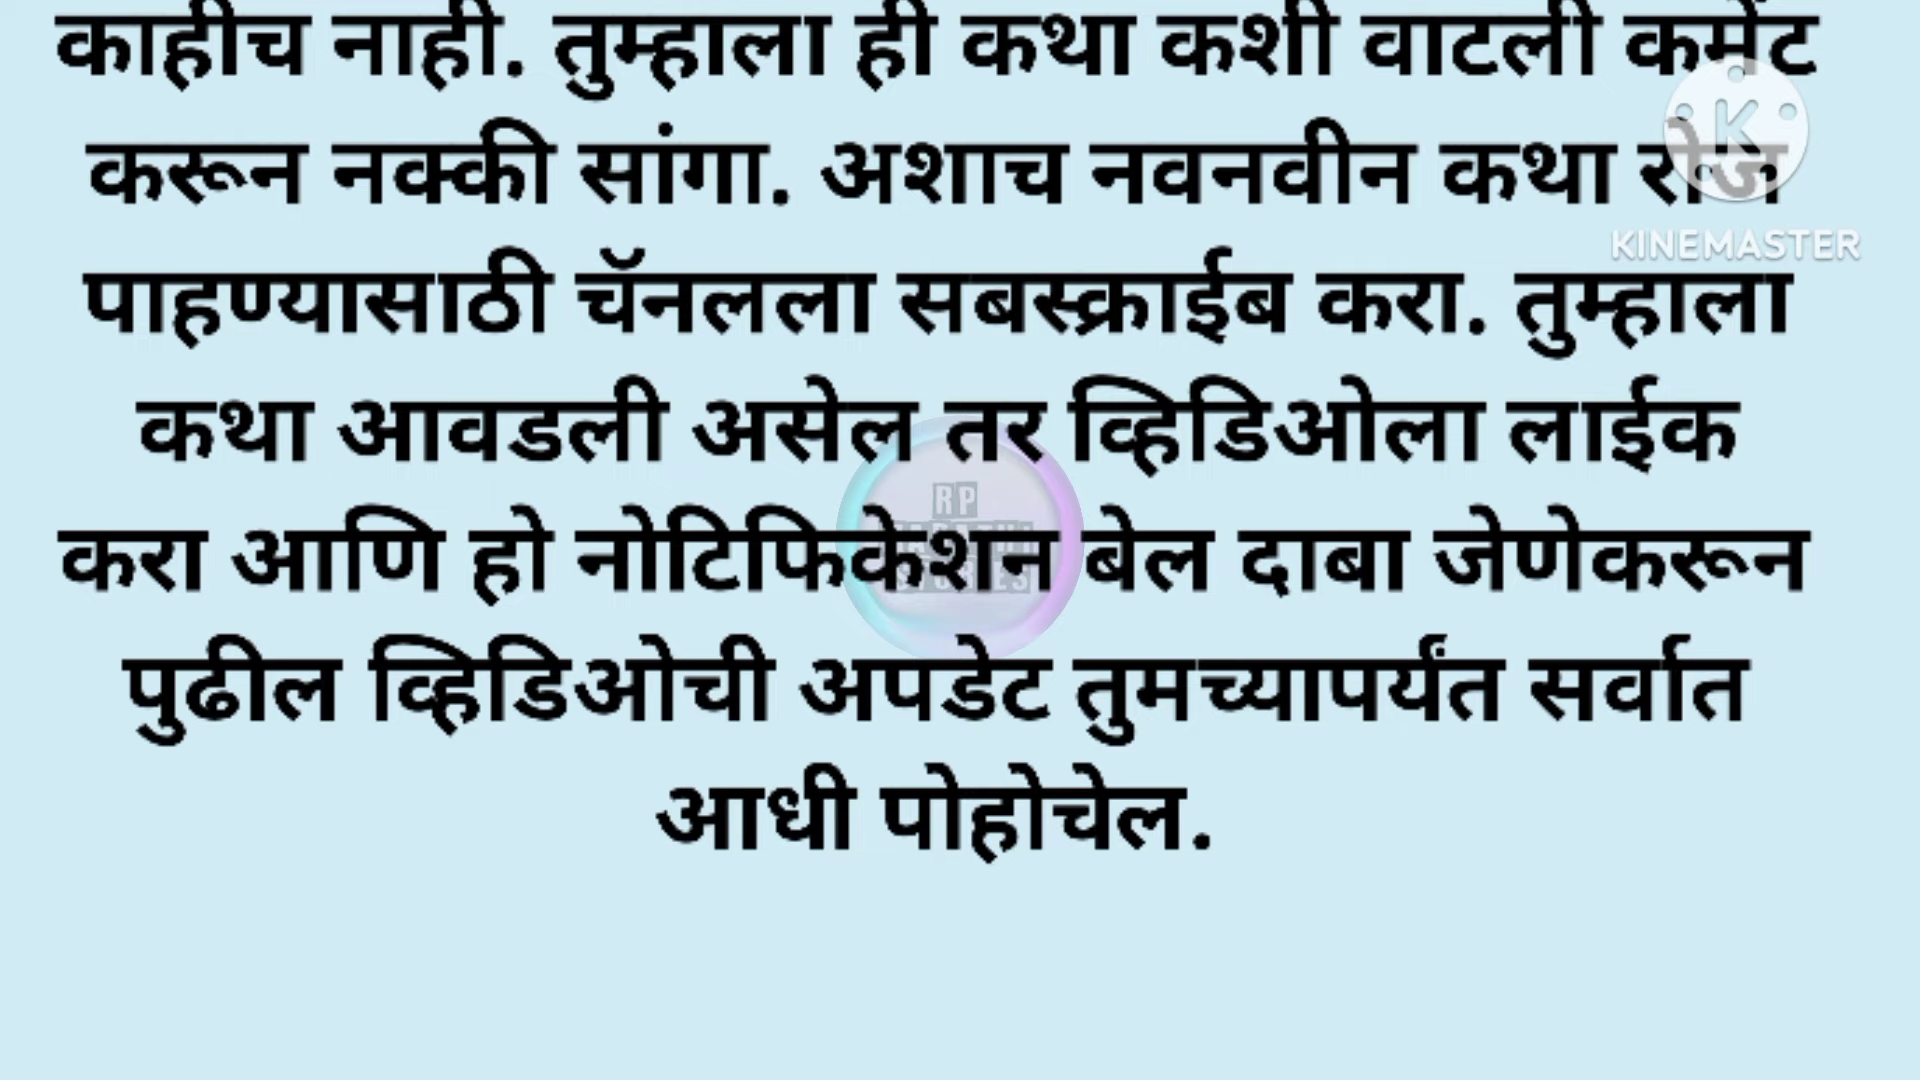 काहीच नाही. तुम्हाला ही कथा कशी वाटली कमेंट
करून नक्की सांगा. अशाच नवनवीन कथा रोज
KINEMASTER
पाहण्यासाठी चॅनलला सबस्क्राईब करा. तुम्हाला
कथा आवडली असेल तर व्हिडिओला लाईक
RP
करा आणि हो नोटिफिकेशन बेल दाबा जेणेकरून
STORIES
पुढील व्हिडिओची अपडेट तुमच्यापर्यंत सर्वात
आधी पोहोचेल.